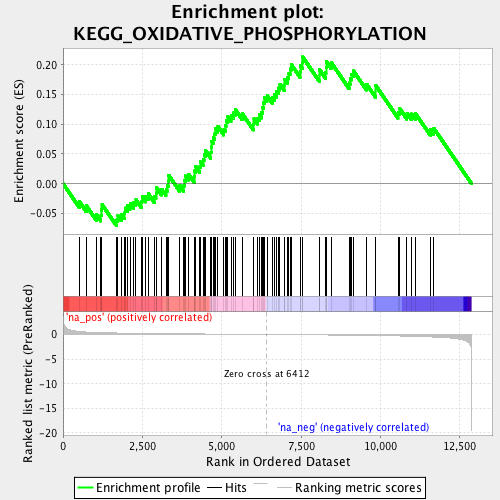 Enrichment plot:
KEGG_OXIDATIVE_PHOSPHORYLATION
Enrichment score (ES)
0.20
0.15
0.10
0.05
0.00
-0.05
'na_pos' (positively correlated)
Ranked list metric (PreRanked)
0
-5
-10
-15
-20
Zero cross at 6412
'na_neg' (negatively correlated)
0
2,500
5,000
7,500
10,000
12,500
Rank in Ordered Dataset
Enrichment profile
Hits
Ranking metric scores